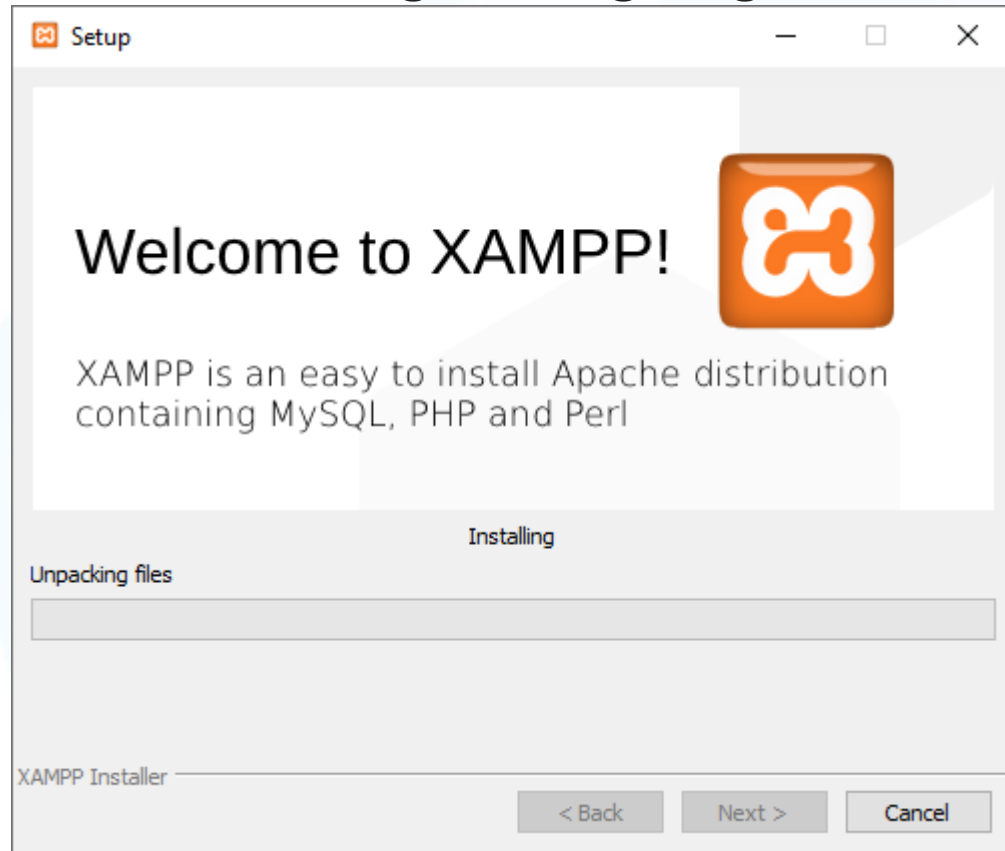 Setup
Welcome to XAMPP!
XAMPP is an easy to install Apache distribution
containing MySQL, PHP and Perl
Installing
Unpacking files
XAMPP Installer
< Back
Next >
Cancel